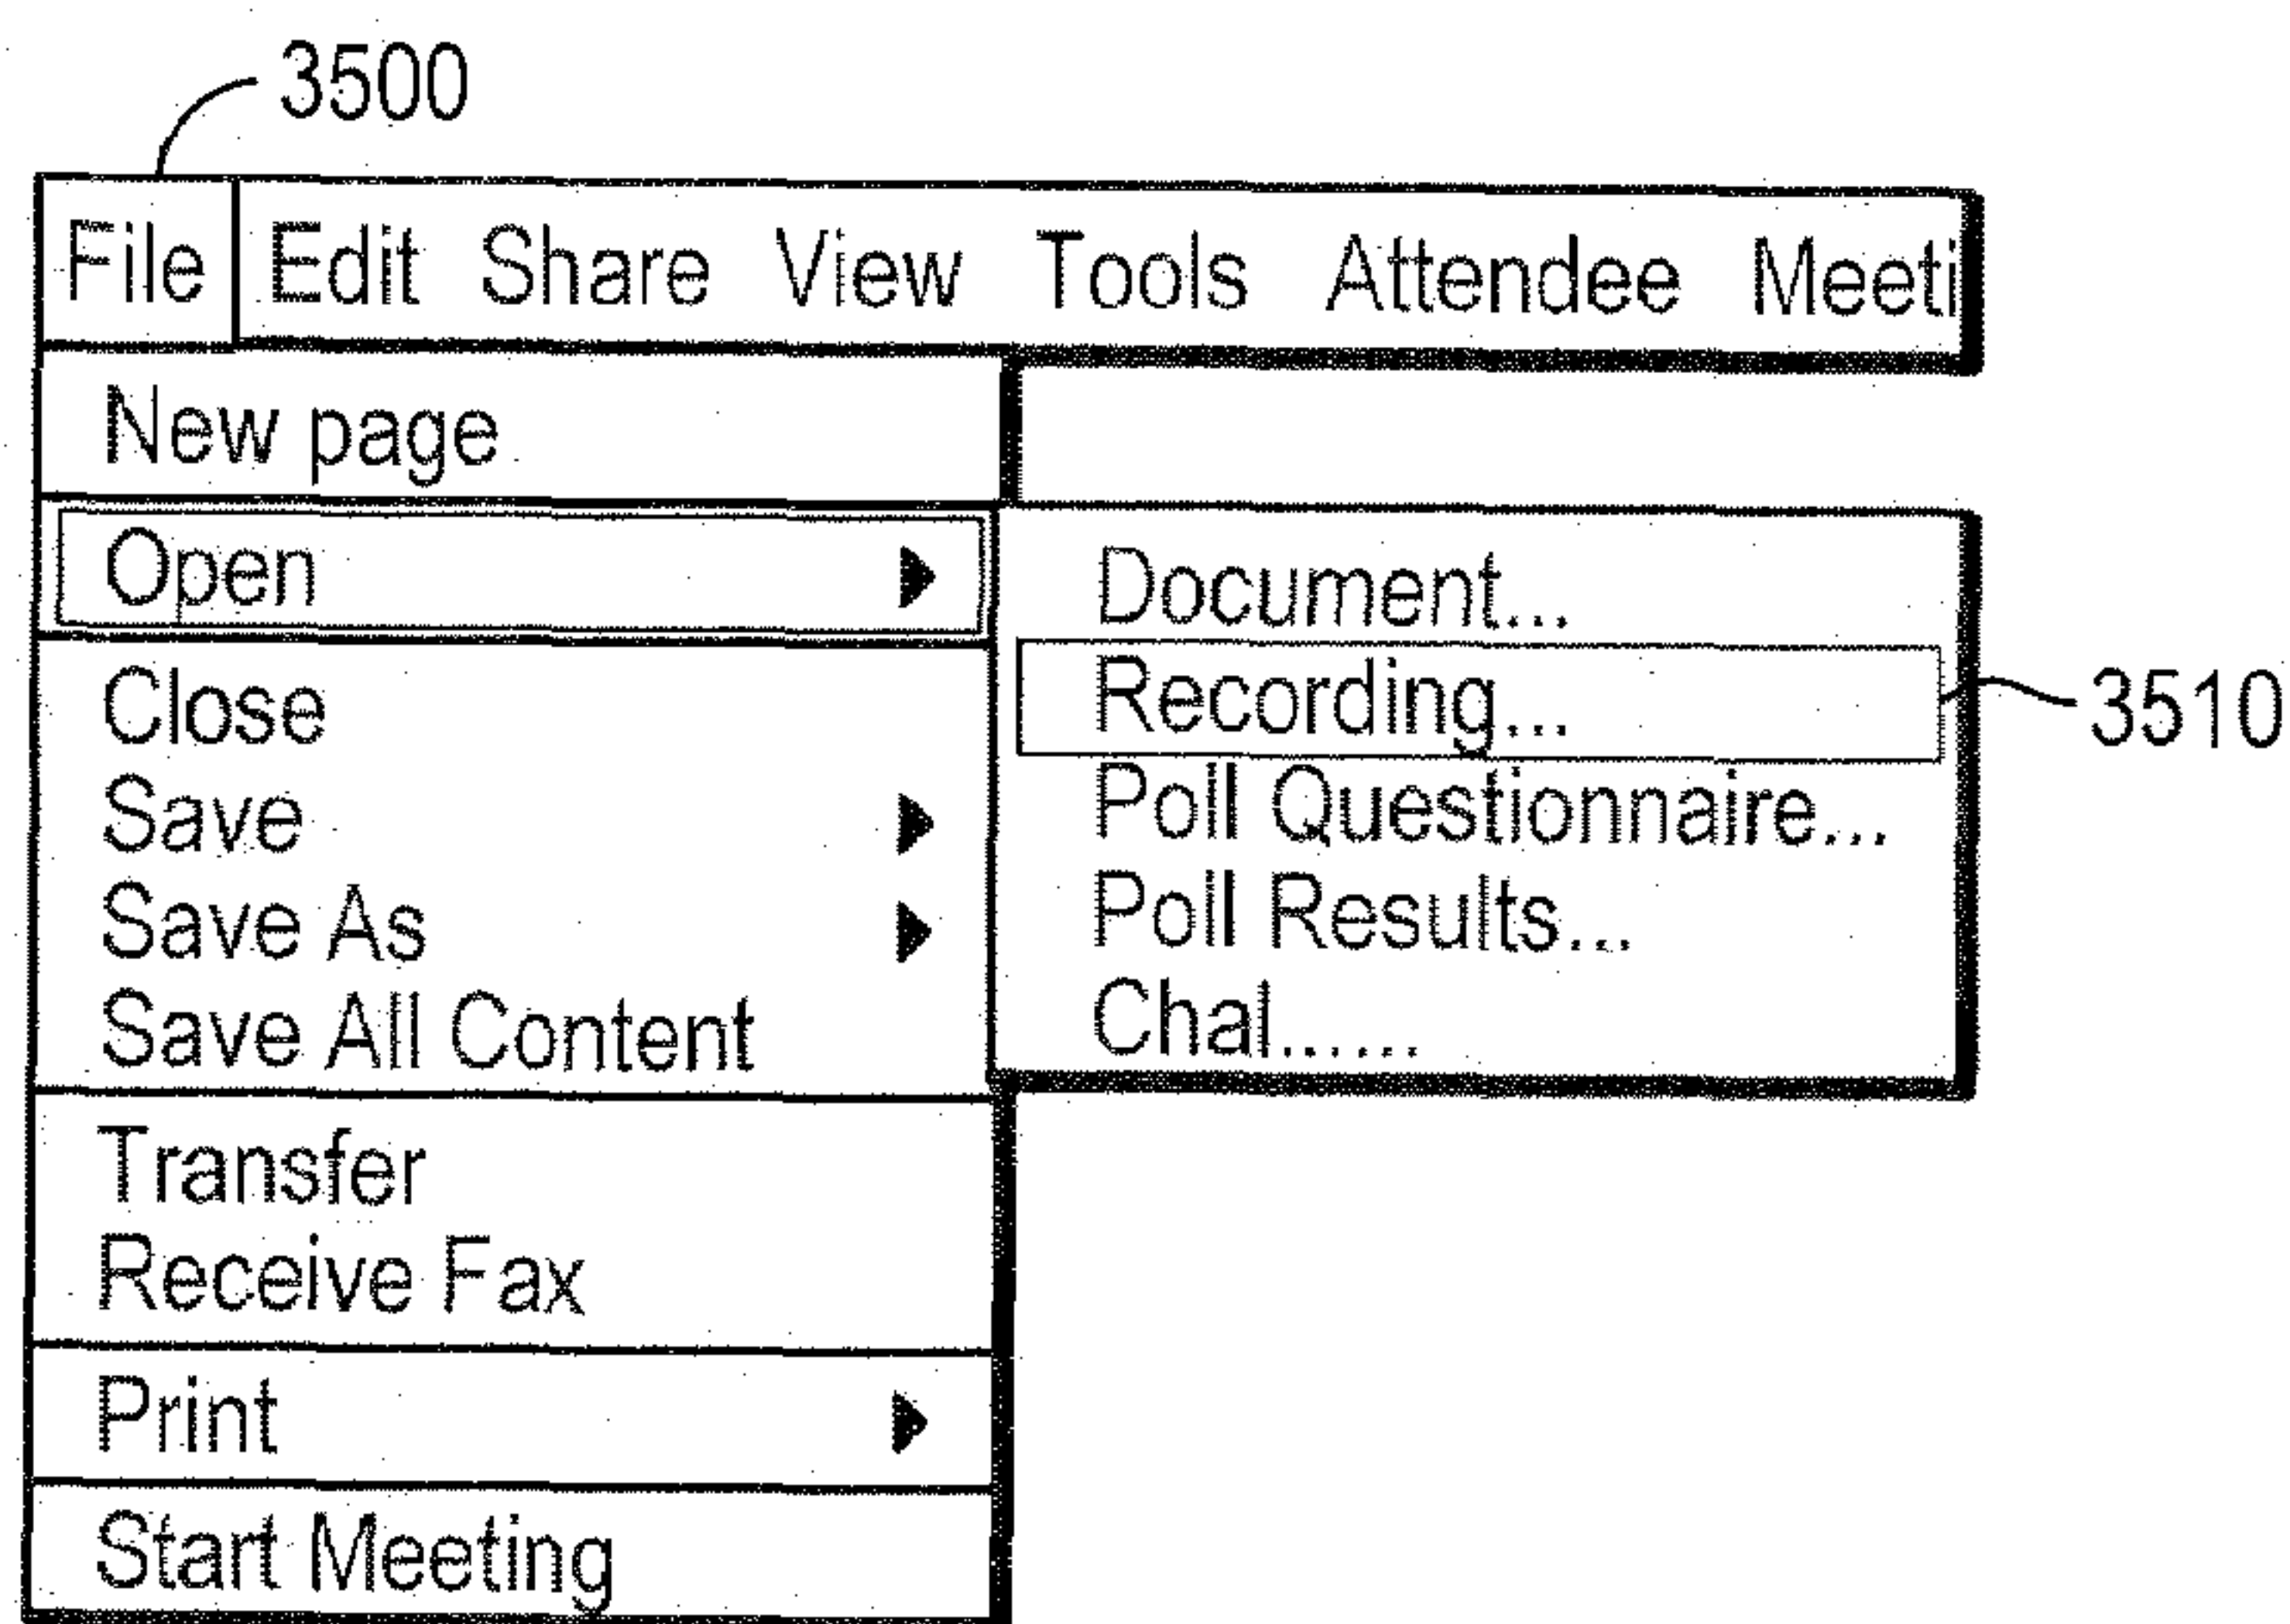 3500
File Edit Share View Tools Attendee Meeti
New page
Open
Document...
Recording...
3510
Poll Questionnaire...
Poll Results...
Chal......
Close
Save
Save As
Save All Content
Transfer
Receive Fax
Print
Start Meeting